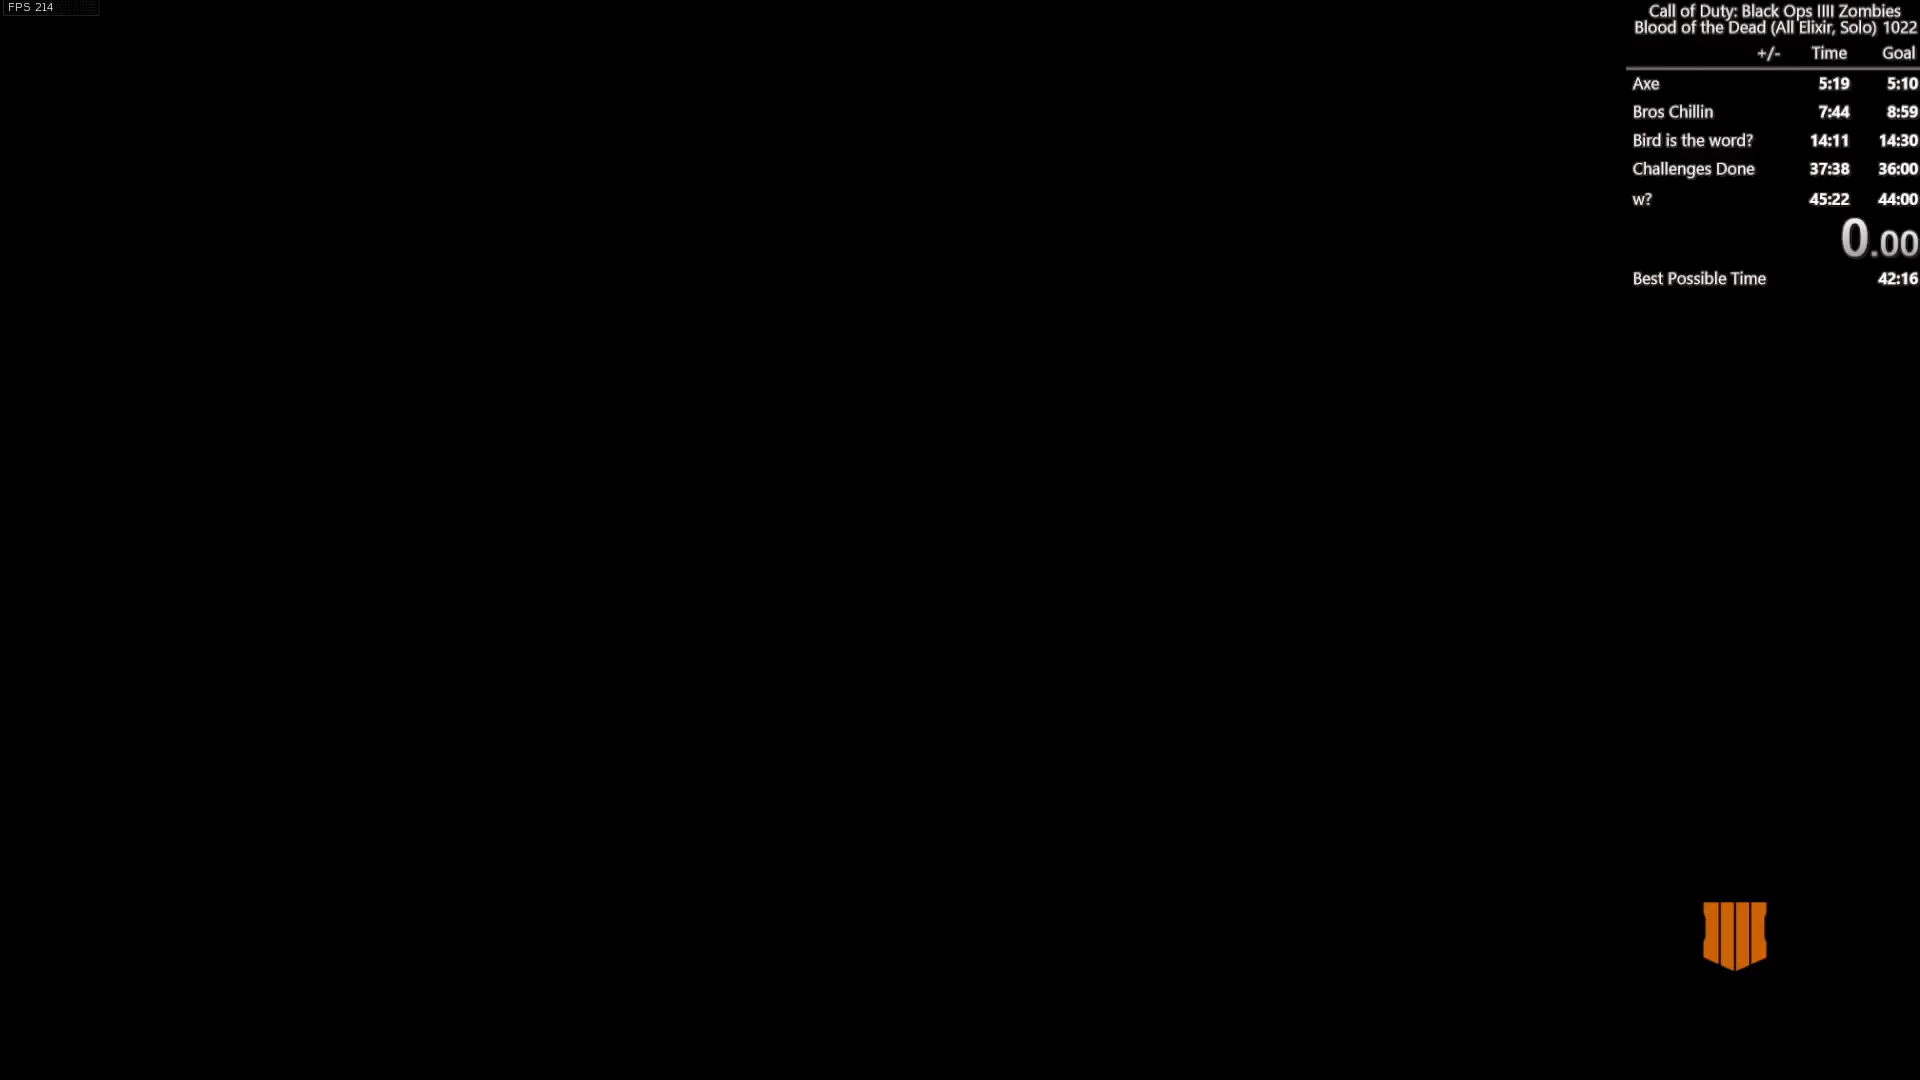 FPS 214
Call of Duty: Black Ops IIII Zombies
Blood of the Dead (All Elixir, Solo) 1022
+/- Time Goal
Axe 5:19 5:10
Bros Chillin 7:44 8:59
Bird is the word? 14:11 14:30
Challenges Done 37:38 36:00
w? 45:22 44:00
0.00
Best Possible Time 42:16